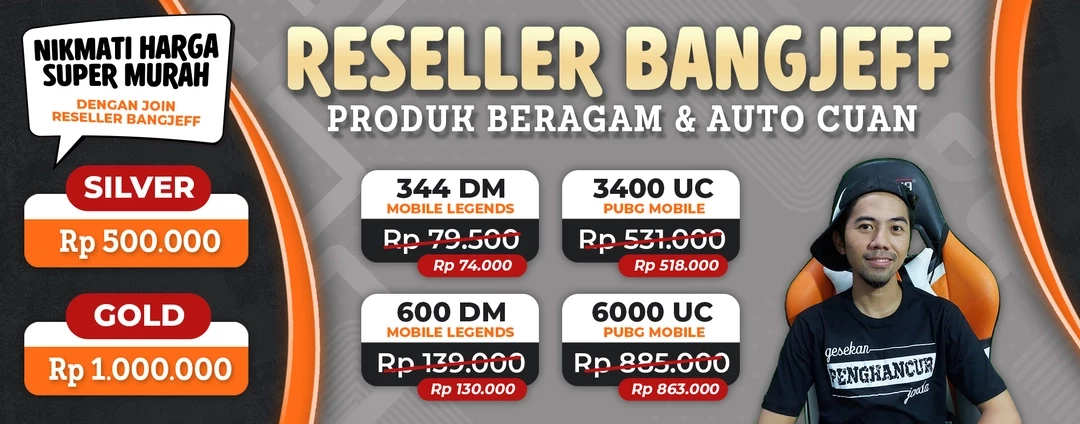 NIKMATI HARGA
SUPER MURAH
DENGAN JOIN
RESELLER BANGJEFF
SILVER
Rp 500.000
GOLD
Rp 1.000.000
RESELLER BANGJEFF
PRODUK BERAGAM & AUTO CUAN
344 DM
MOBILE LEGENDS
Rp 79.500
Rp 74.000
3400 UC
PUBG MOBILE
Rp 531.000
Rp 518.000
600 DM
MOBILE LEGENDS
Rp 139.000
Rp 130.000
6000 UC
PUBG MOBILE
Rp 885.000
Rp 863.000
gesekan
PENGHANCUR
joata